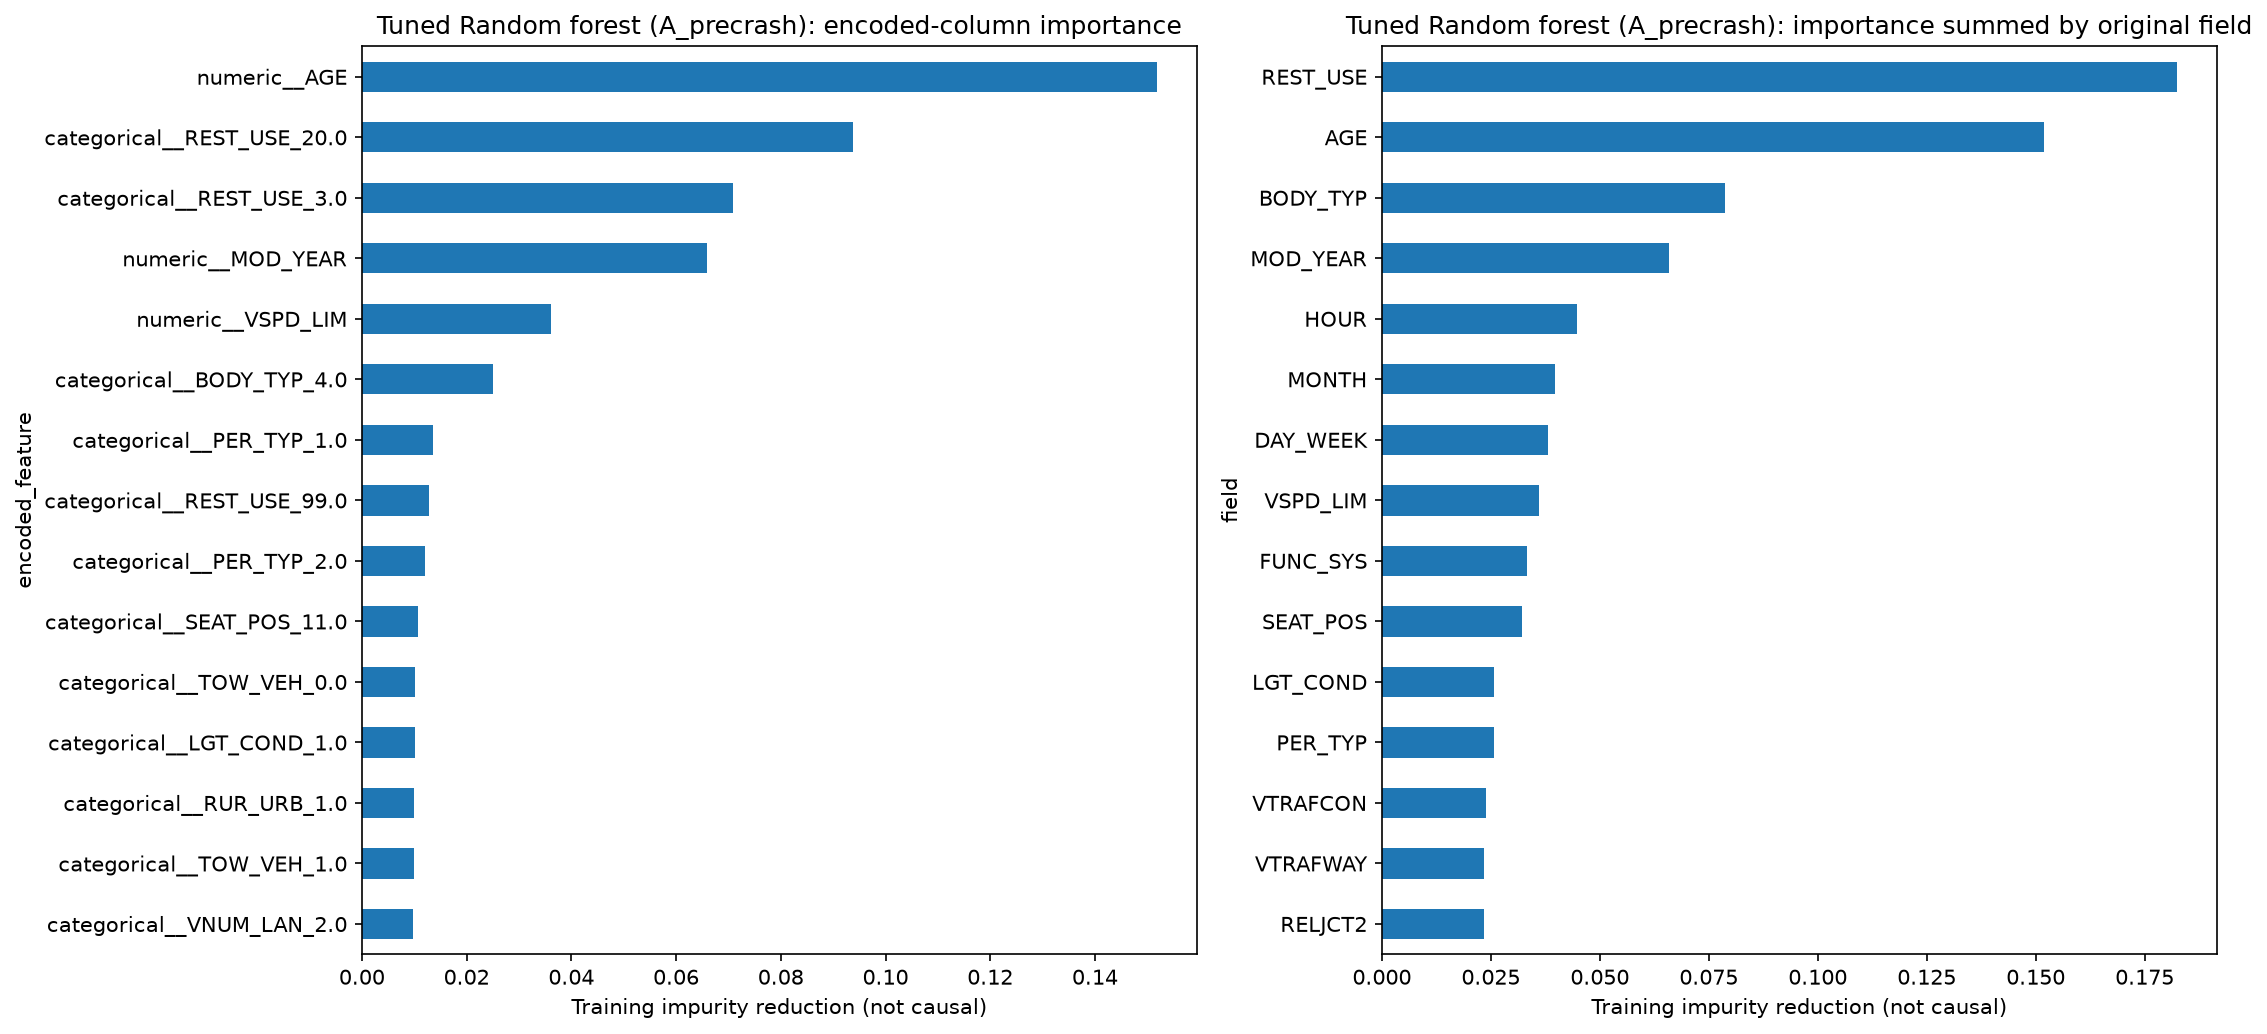 Tuned Random forest (A_precrash): encoded-column importance
encoded_feature
numeric__AGE
categorical__REST_USE_20.0
categorical__REST_USE_3.0
numeric__MOD_YEAR
numeric__VSPD_LIM
categorical__BODY_TYP_4.0
categorical__PER_TYP_1.0
categorical__REST_USE_99.0
categorical__PER_TYP_2.0
categorical__SEAT_POS_11.0
categorical__TOW_VEH_0.0
categorical__LGT_COND_1.0
categorical__RUR_URB_1.0
categorical__TOW_VEH_1.0
categorical__VNUM_LAN_2.0
0.00 0.02 0.04 0.06 0.08 0.10 0.12 0.14
Training impurity reduction (not causal)
Tuned Random forest (A_precrash): importance summed by original field
field
REST_USE
AGE
BODY_TYP
MOD_YEAR
HOUR
MONTH
DAY_WEEK
VSPD_LIM
FUNC_SYS
SEAT_POS
LGT_COND
PER_TYP
VTRAFCON
VTRAFWAY
RELJCT2
0.000 0.025 0.050 0.075 0.100 0.125 0.150 0.175
Training impurity reduction (not causal)